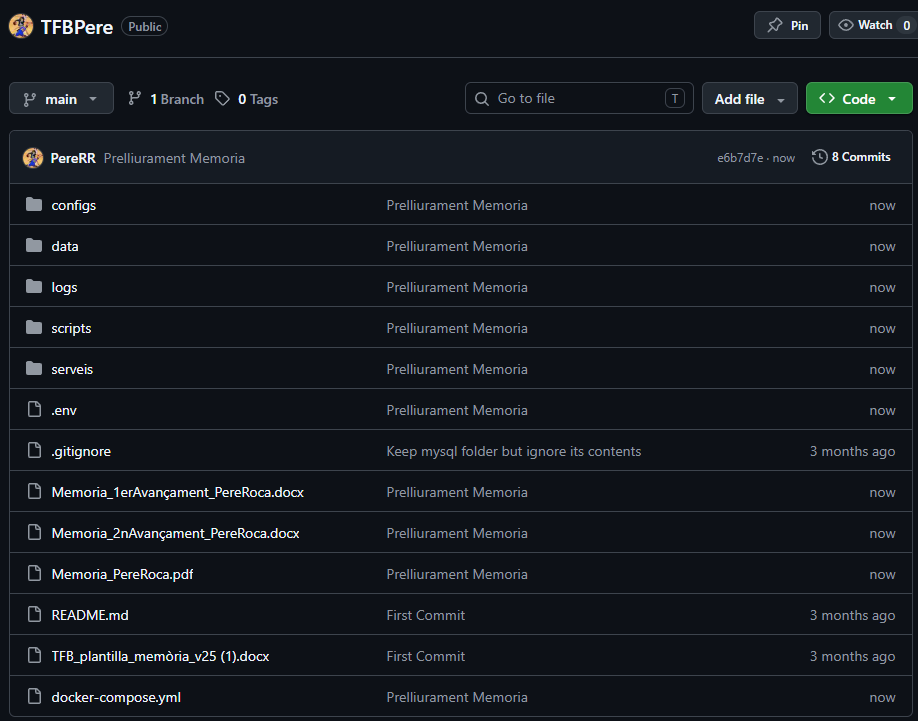 TFBPere Public Pin Watch 0
main 1 Branch 0 Tags Go to file T Add file Code
PereRR Prelliurament Memoria e6b7d7e · now 8 Commits
configs Prelliurament Memoria now
data Prelliurament Memoria now
logs Prelliurament Memoria now
scripts Prelliurament Memoria now
serveis Prelliurament Memoria now
.env Prelliurament Memoria now
.gitignore Keep mysql folder but ignore its contents 3 months ago
Memoria_1erAvançament_PereRoca.docx Prelliurament Memoria now
Memoria_2nAvançament_PereRoca.docx Prelliurament Memoria now
Memoria_PereRoca.pdf Prelliurament Memoria now
README.md First Commit 3 months ago
TFB_plantilla_memòria_v25 (1).docx First Commit 3 months ago
docker-compose.yml Prelliurament Memoria now